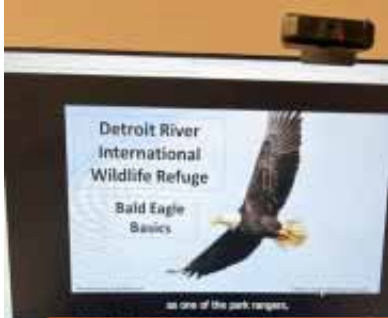 Detroit River
International
Wildlife Refuge
Bald Eagle
Basics
as one of the park rangers,